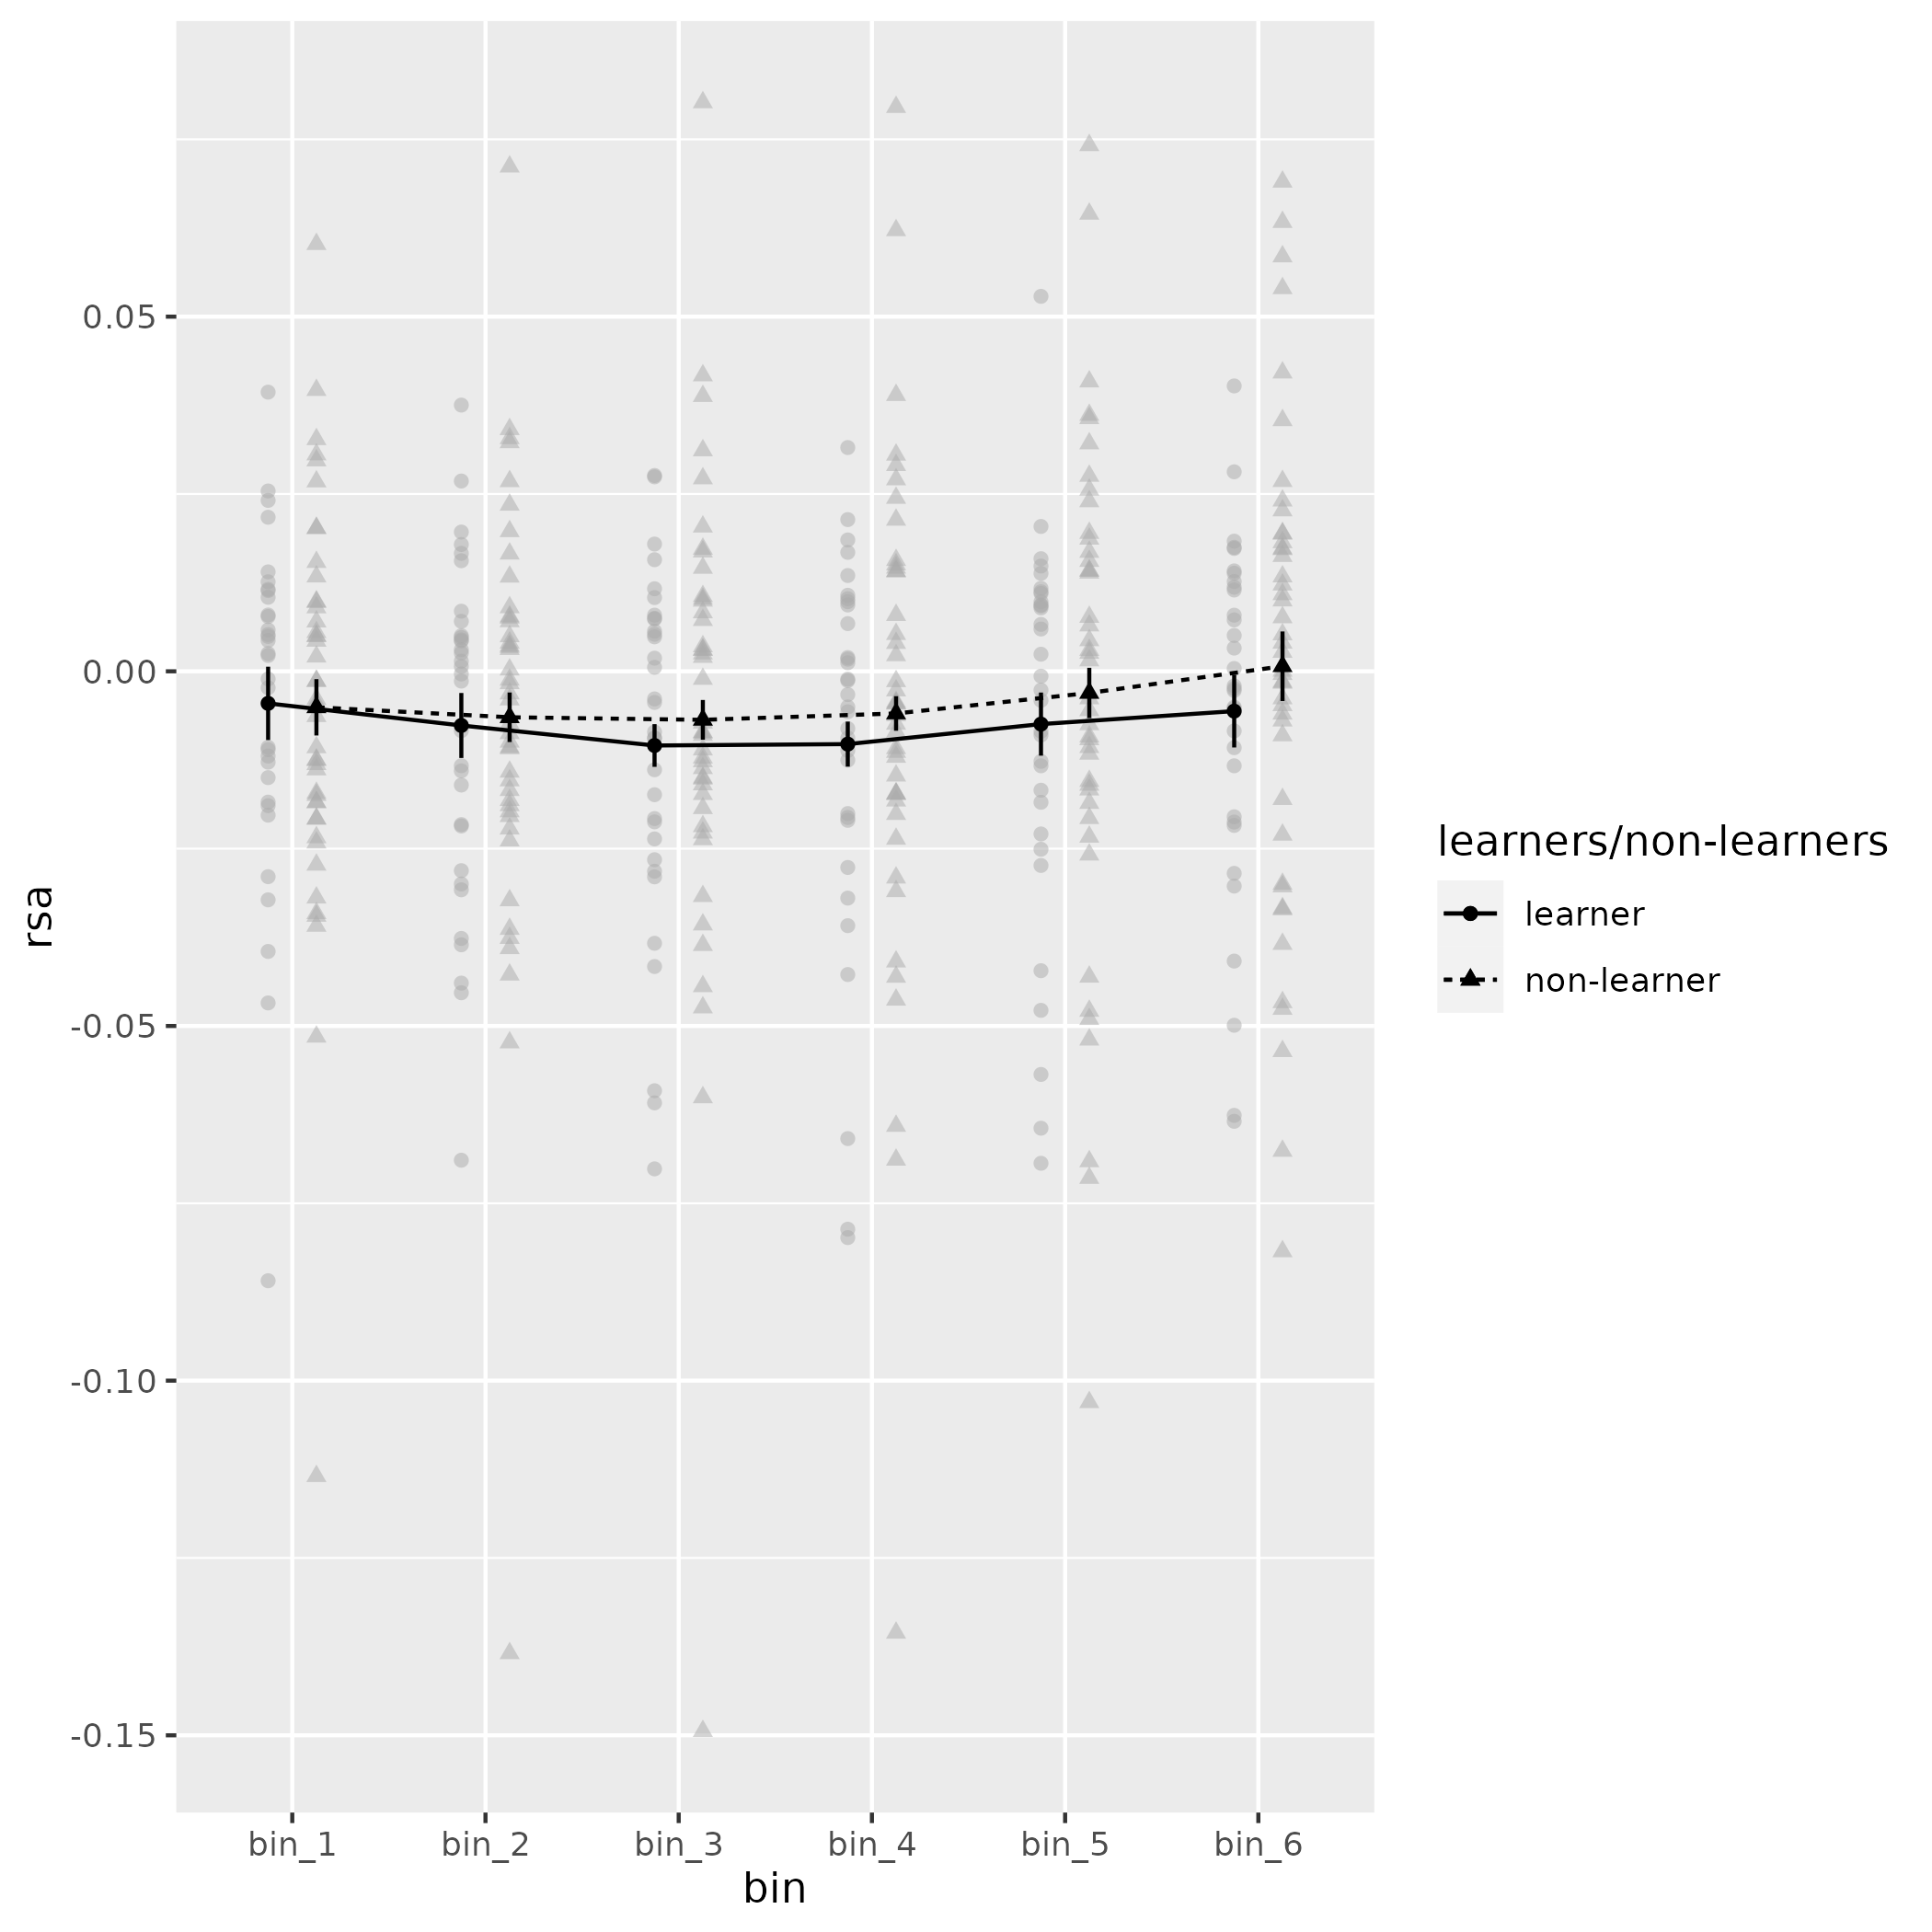 0.05
0.00
-0.05
-0.10
-0.15
rsa
bin_1 bin_2 bin_3 bin_4 bin_5 bin_6
bin
learners/non-learners
learner
non-learner